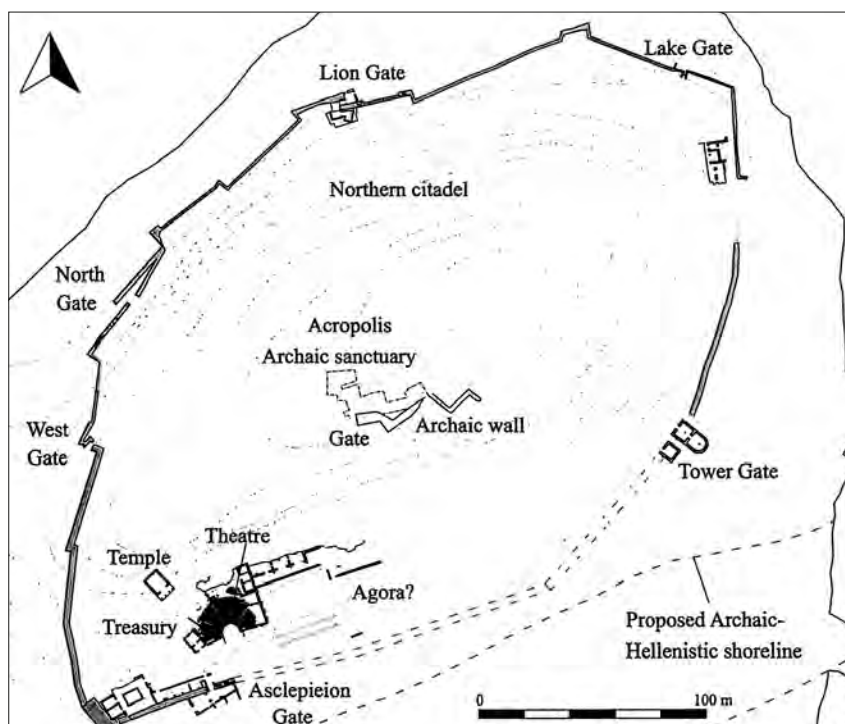 Lake Gate
Lion Gate
Northern citadel
North
Gate
Acropolis
Archaic sanctuary
West
Gate
Gate
Archaic wall
Tower Gate
Theatre
Temple
Agora?
Treasury
Proposed Archaic-
Hellenistic shoreline
Asclepieion
Gate
0
100 m